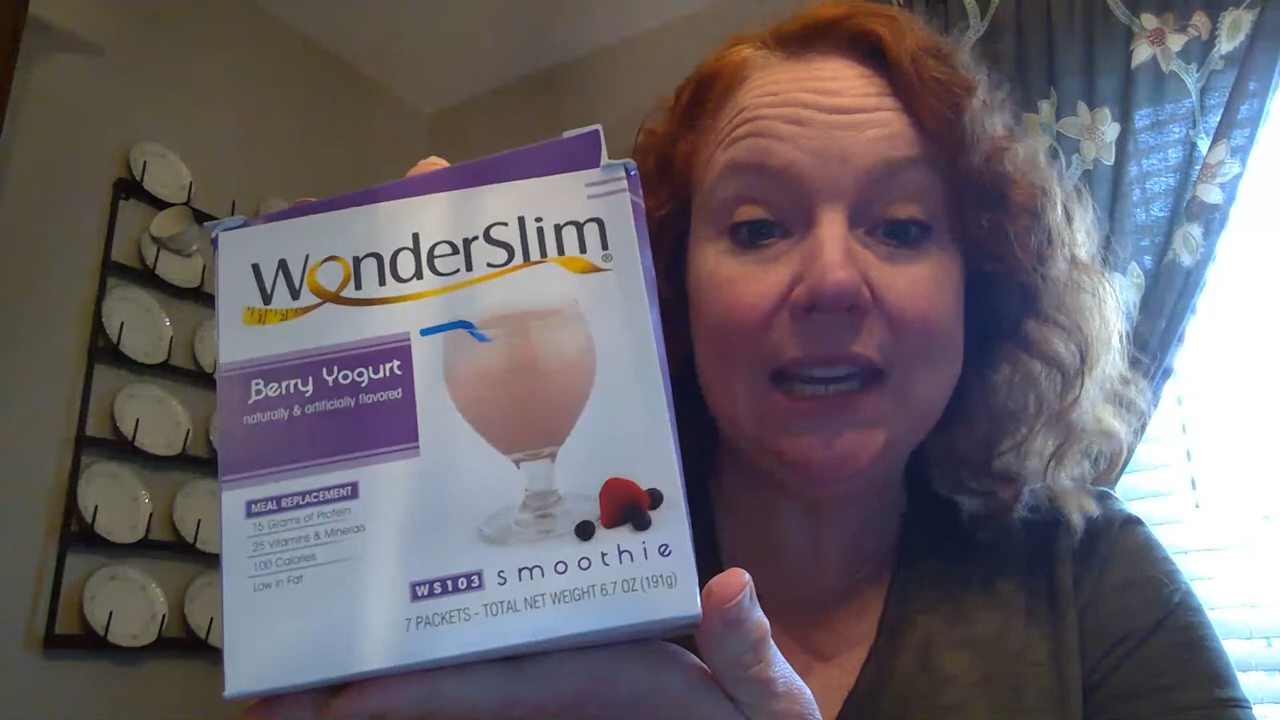 WonderSlim®
Berry Yogurt
naturally & artificially flavored
MEAL REPLACEMENT
15 Grams of Protein
25 Vitamins & Minerals
100 Calories
Low in Fat
WS103 smoothie
7 PACKETS - TOTAL NET WEIGHT 6.7 OZ (191g)